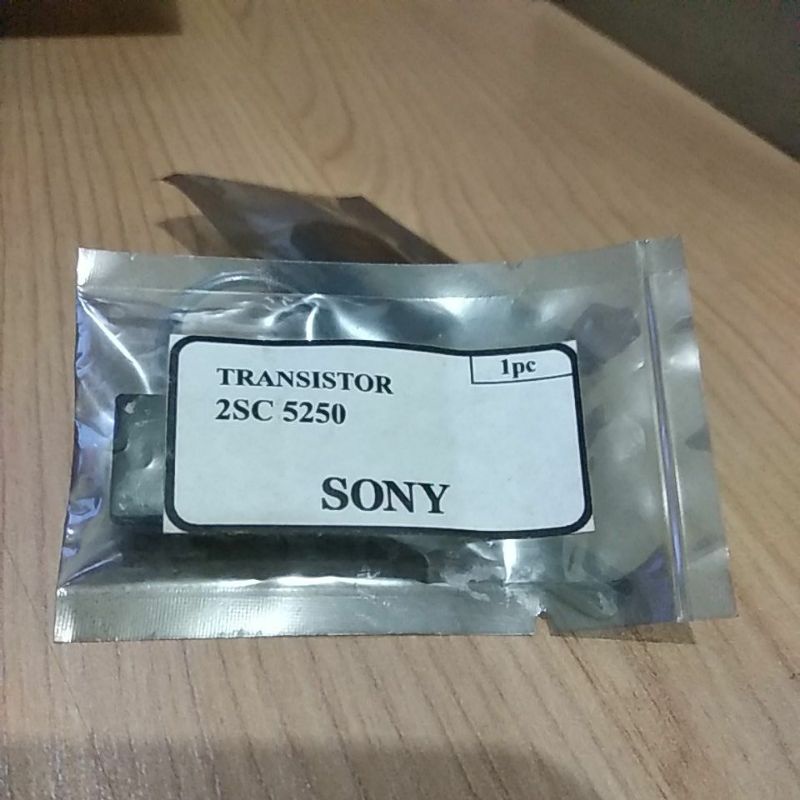 1pc
TRANSISTOR
2SC 5250
SONY